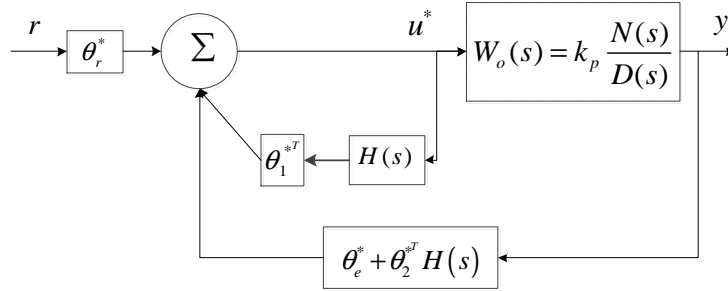 r
θ_r^*
Σ
u^*
W_o(s) = k_p N(s)/D(s)
y
θ_1^{*T}
H(s)
θ_e^* + θ_2^{*T} H(s)